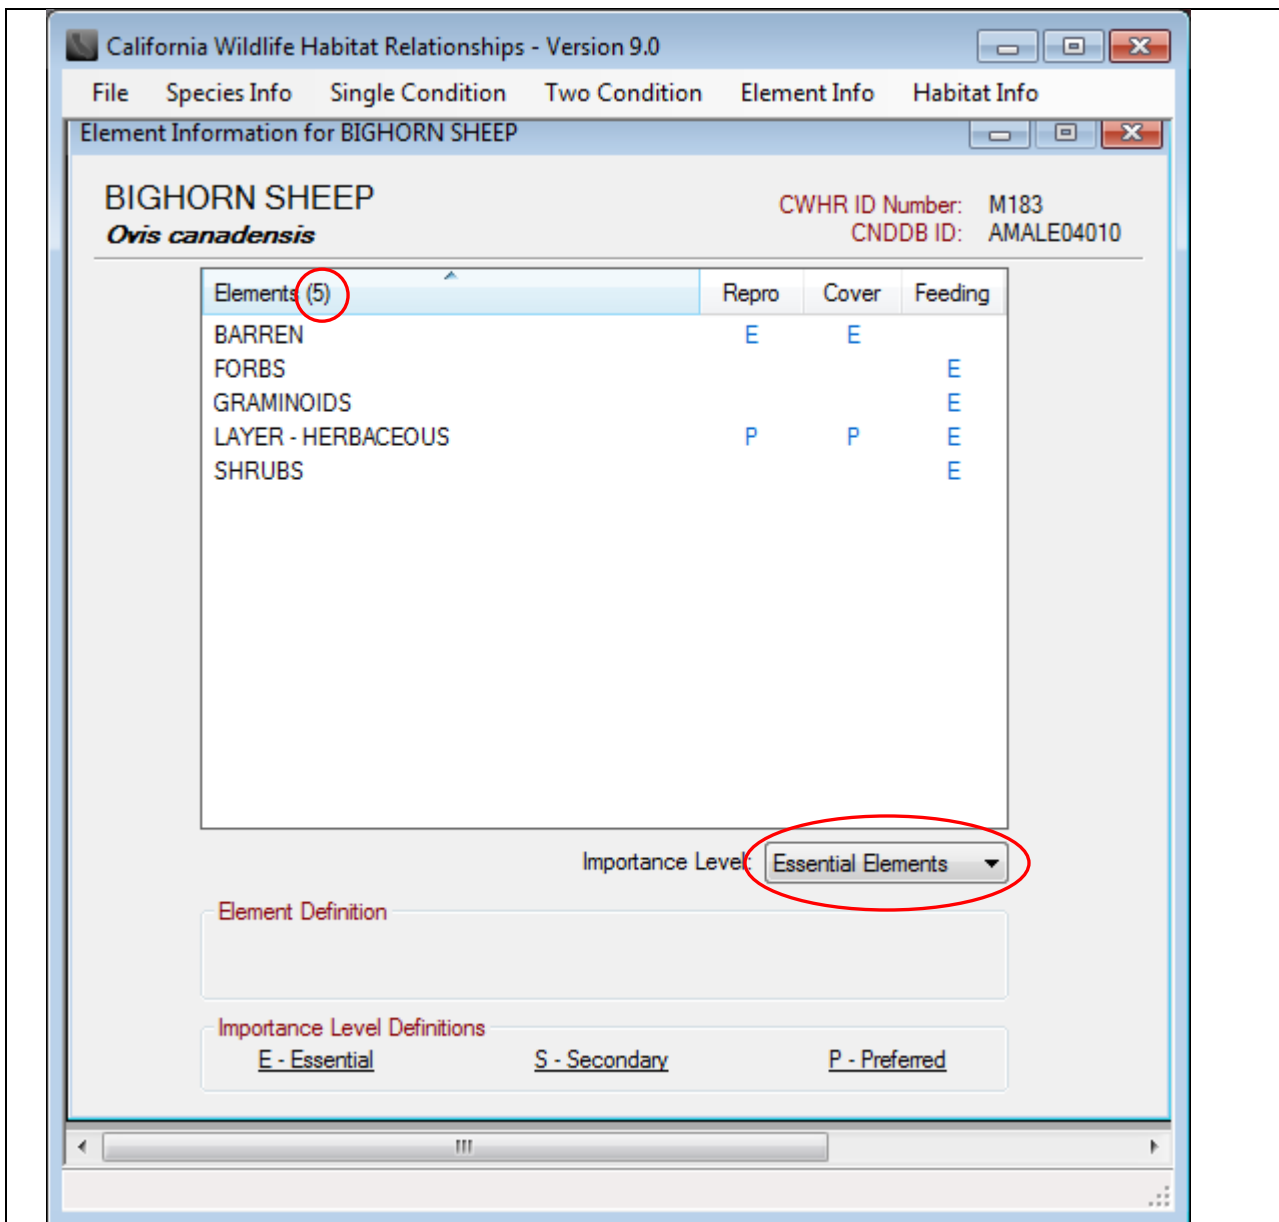 California Wildlife Habitat Relationships - Version 9.0
File Species Info Single Condition Two Condition Element Info Habitat Info
Element Information for BIGHORN SHEEP
BIGHORN SHEEP
CWHR ID Number: M183
Ovis canadensis
CNDDB ID: AMALE04010
Elements (5) Repro Cover Feeding
BARREN E E
FORBS E
GRAMINOIDS E
LAYER - HERBACEOUS P P E
SHRUBS E
Importance Level: Essential Elements
Element Definition
Importance Level Definitions
E - Essential S - Secondary P - Preferred